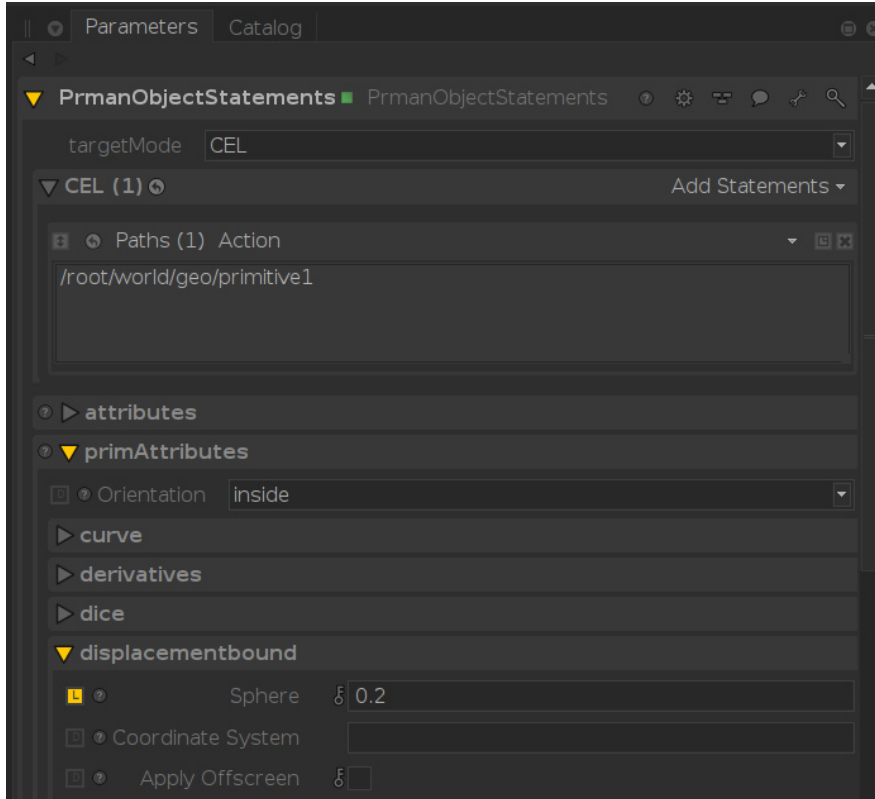 Parameters Catalog
PrmanObjectStatements PrmanObjectStatements
targetMode CEL
CEL (1) Add Statements
Paths (1) Action
/root/world/geo/primitive1
attributes
primAttributes
D Orientation inside
curve
derivatives
dice
displacementbound
L Sphere 0.2
D Coordinate System
D Apply Offscreen